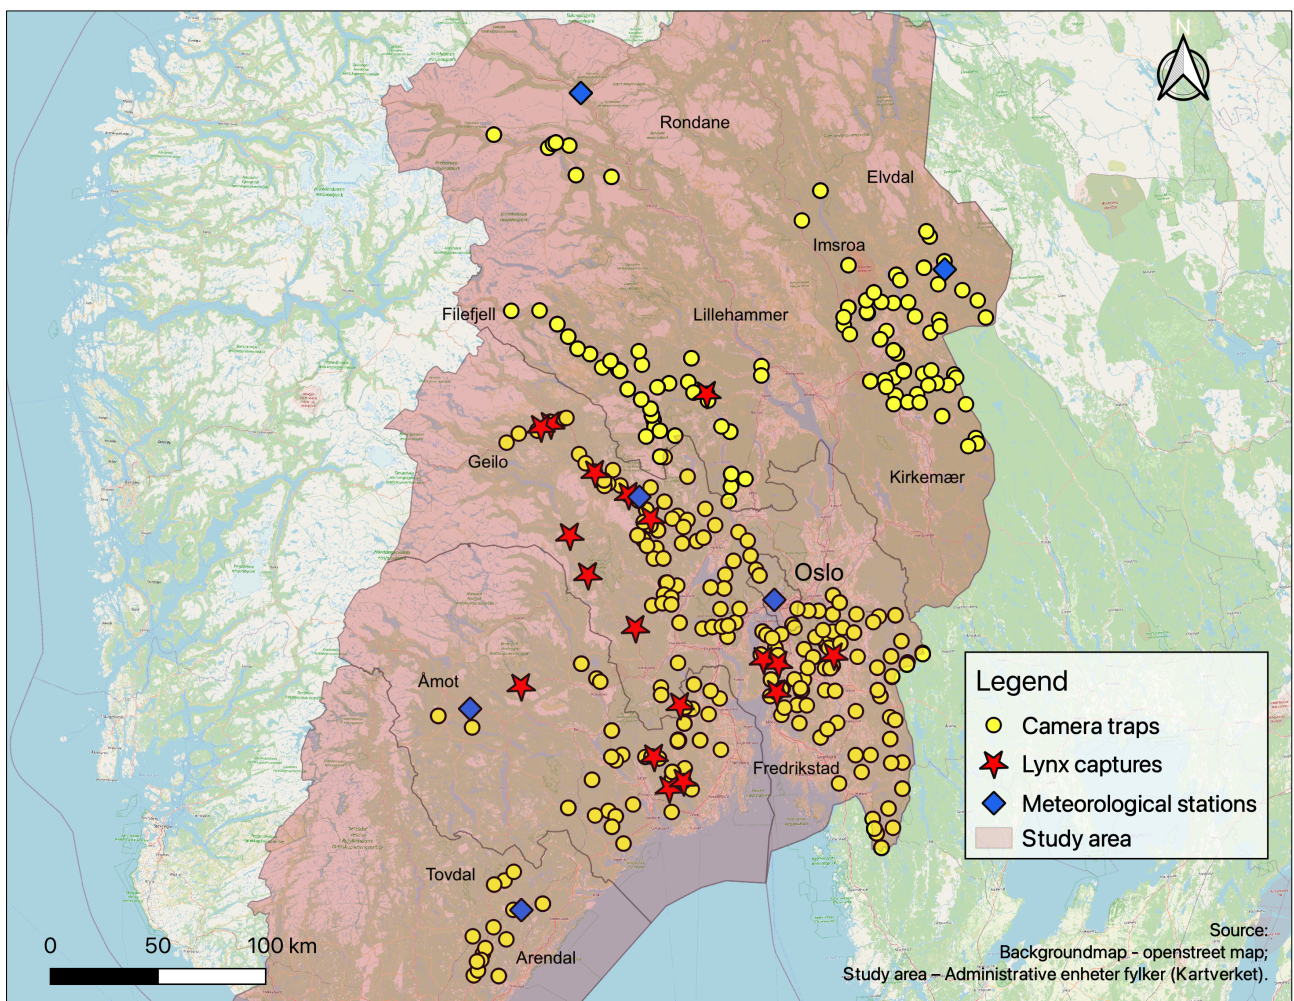 N
Rondane
Elvdal
Imsroa
Filefjell
Lillehammer
Geilo
Kirkemær
Oslo
Åmot
Fredrikstad
Tovdal
Arendal
Legend
Camera traps
Lynx captures
Meteorological stations
Study area
0 50 100 km
Source:
Backgroundmap - openstreet map;
Study area – Administrative enheter fylker (Kartverket).